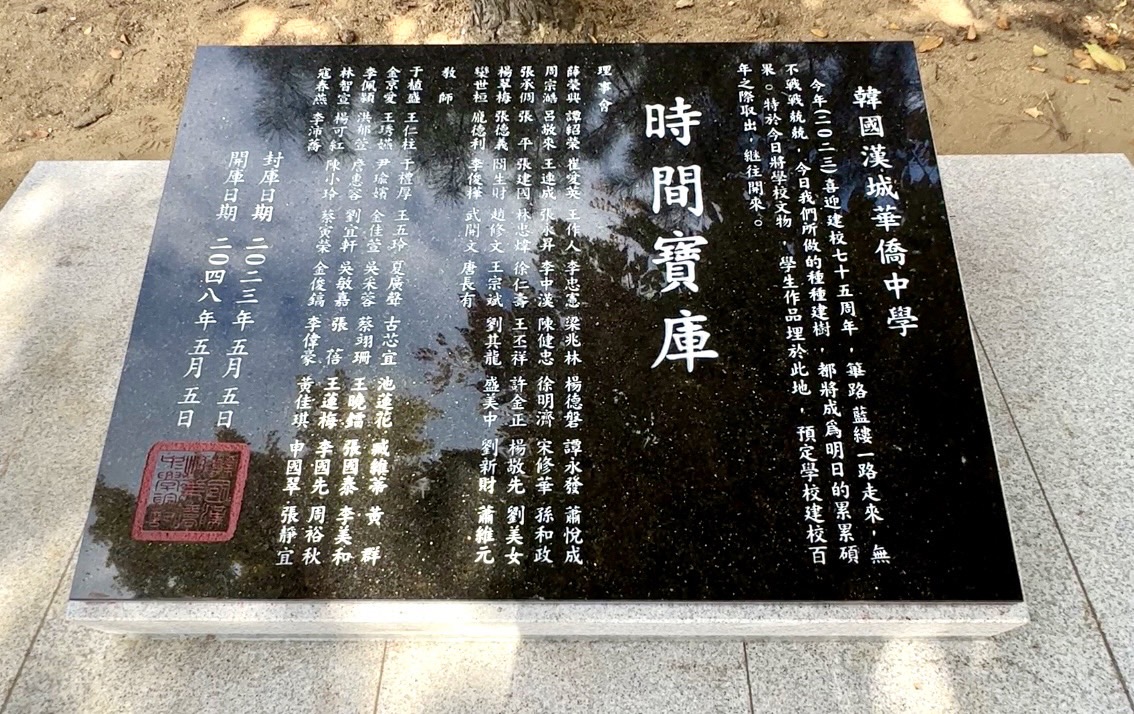 韓國漢城華僑中學
今年(二〇二三)喜迎建校七十五周年，篳路藍縷一路走來，無
不戰戰兢兢，今日我們所做的種種建樹，都將成爲明日的累累碩
果。特於今日將學校文物，學生作品埋於此地，預定學校建校百
年之際取出，継往開來。
時間寶庫
理事會
薛榮興 譚紹榮 崔愛英 王作人 李忠憲 梁兆林 楊德磐 譚永發 蕭悅成
周宗皜 呂敬來 王連成 張永昇 李中漢 陳健忠 徐明濟 宋修華 孫和政
張承倜 張平 張建國 林忠煒 徐仁壽 王丕祥 許金正 楊敬先 劉美女
楊翠梅 張德義 閻生財 趙修文 王宗斌 劉其龍 盛美中 劉新財 蕭維元
欒世桓 龐德利 李俊樺 武開文 唐長有
教師
于植盛 王仁柱 于禮厚 王五玲 夏廣聲 古芯宜 池蓮花 臧維蒂 黃群
金京愛 王琇嬿 尹瑜嬪 金佳萱 吳采蓉 蔡翊珊 王曉鐳 張國泰 李美和
李佩穎 洪郁萱 詹惠容 劉宜軒 吳敏嘉 張蓓 王蓮梅 李國先 周裕秋
林智宣 楊可紅 陳小玲 蔡寅榮 金俊鎬 李偉豪 黃佳琪 申國翠 張靜宜
寇春燕 李沛蓉
封庫日期 二〇二三年 五月 五日
開庫日期 二〇四八年 五月 五日